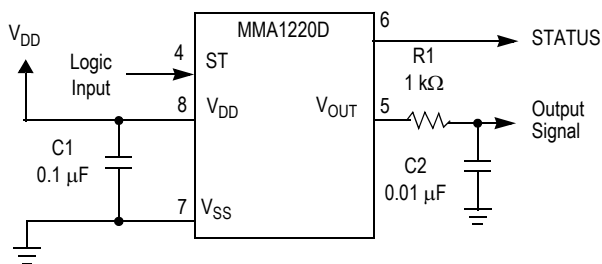 V_DD
Logic
Input
4
ST
MMA1220D
6
STATUS
R1
1 kΩ
8
V_DD
V_OUT
5
Output
Signal
C1
0.1 μF
C2
0.01 μF
7
V_SS